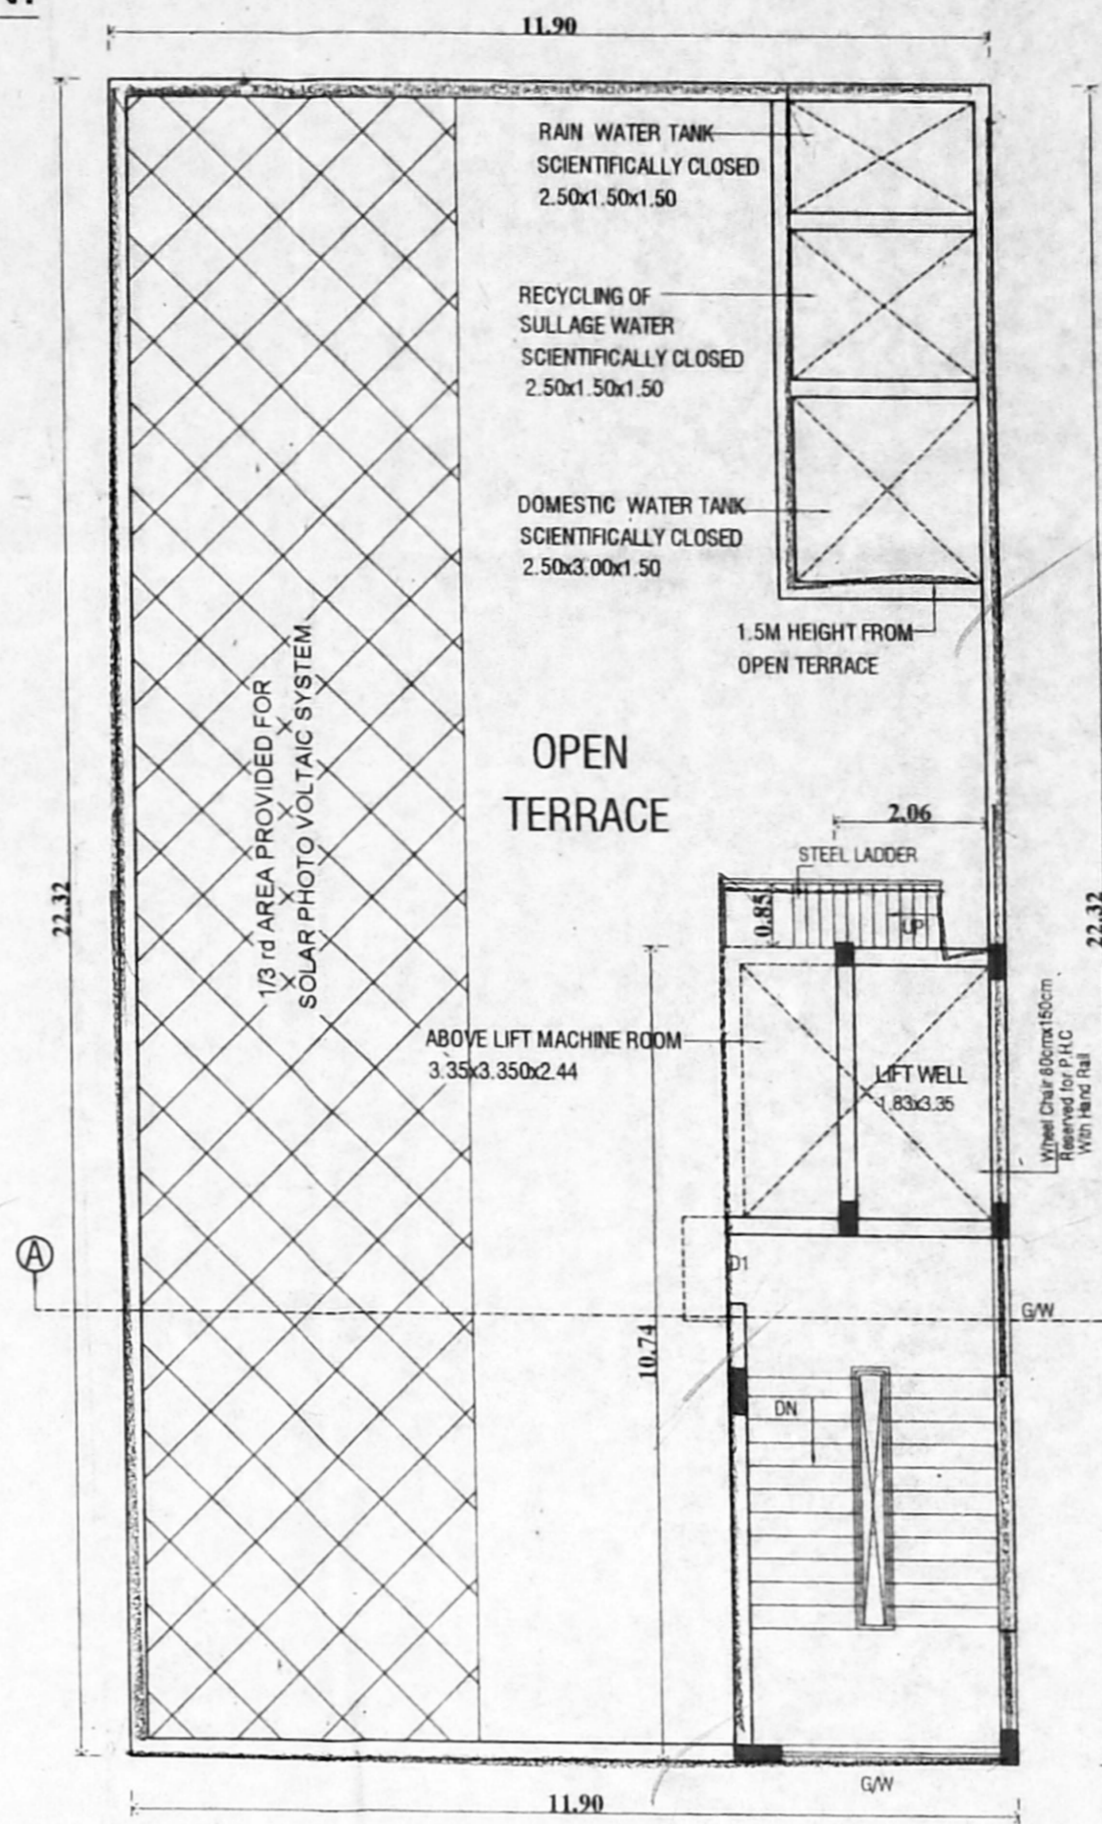 11.90
RAIN WATER TANK
SCIENTIFICALLY CLOSED
2.50x1.50x1.50
RECYCLING OF
SULLAGE WATER
SCIENTIFICALLY CLOSED
2.50x1.50x1.50
DOMESTIC WATER TANK
SCIENTIFICALLY CLOSED
2.50x3.00x1.50
1.5M HEIGHT FROM
OPEN TERRACE
1/3 rd AREA PROVIDED FOR
SOLAR PHOTO VOLTAIC SYSTEM
OPEN
TERRACE
2.06
STEEL LADDER
0.85
UP
22.32
22.32
ABOVE LIFT MACHINE ROOM
3.35x3.350x2.44
LIFT WELL
1.83x3.35
Wheel Chair 80cmx150cm
Reserved for P.H.C
With Hand Rail
A
D1
G/W
10.74
DN
G/W
11.90